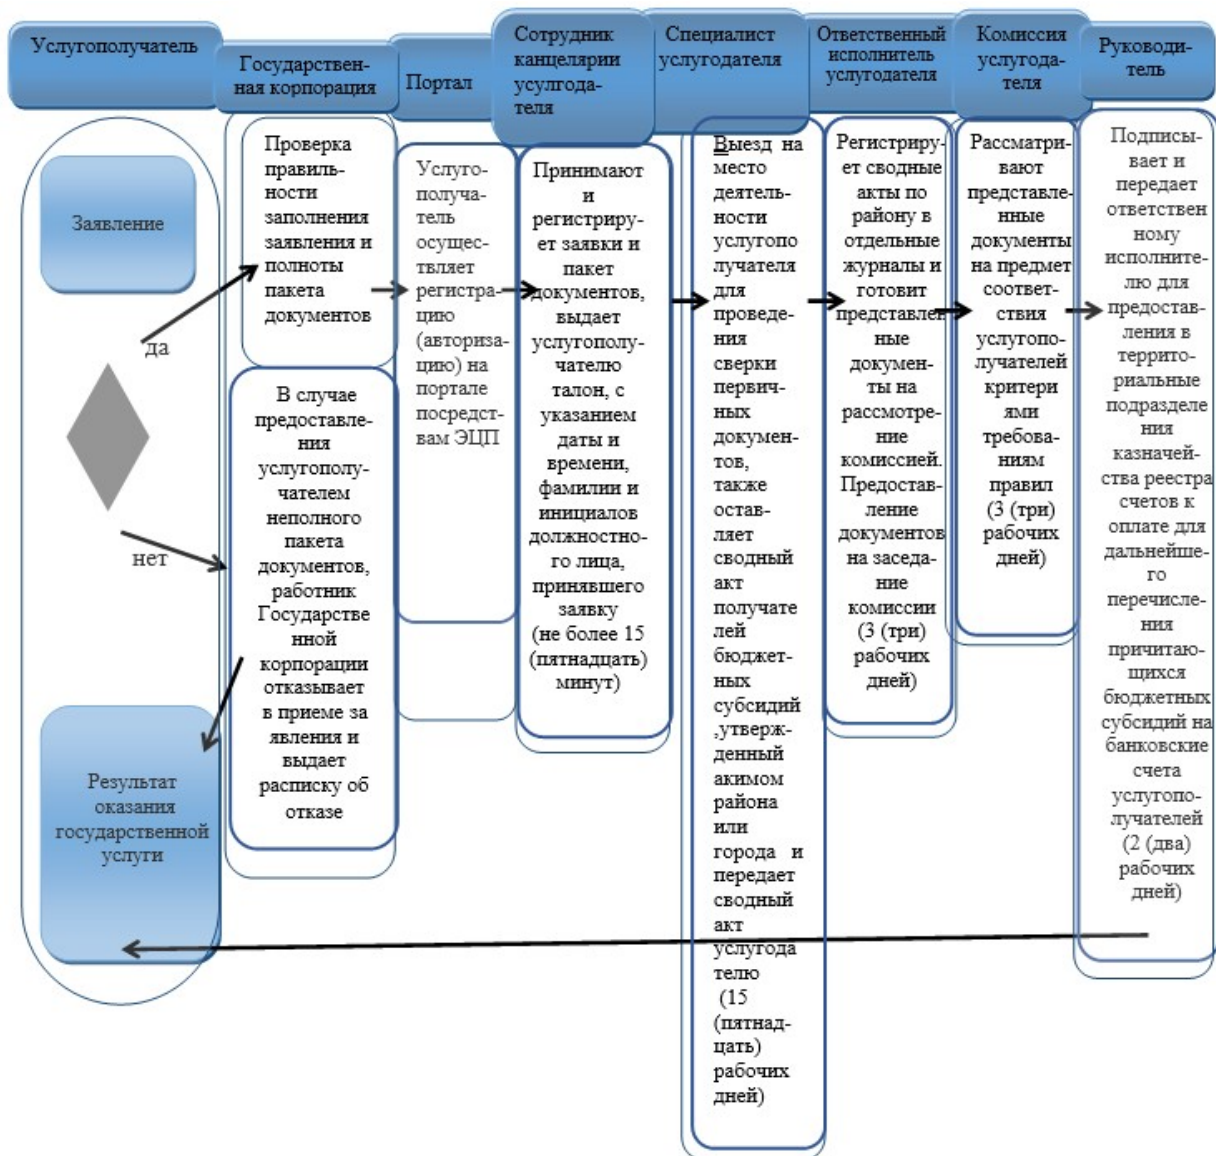 Услугополучатель
Государствен-
ная корпорация
Портал
Сотрудник
канцелярии
усулгода-
теля
Специалист
услугодателя
Ответственный
исполнитель
услугодателя
Комиссия
услугода-
теля
Руководи-
тель
Заявление
да
нет
Результат
оказания
государственной
услуги
Проверка
правиль-
ности
заполнения
заявления и
полноты
пакета
документов
В случае
предоставле-
ния
услугополу-
чателем
неполного
пакета
документов,
работник
Государстве
нной
корпорации
отказывает
в приеме за
явления и
выдает
расписку об
отказе
Услуго-
получа-
тель
осущес-
твляет
регистра-
цию
(авториза-
цию) на
портале
посредст-
вам ЭЦП
Принимают
и
регистриру-
ет заявки и
пакет
документов,
выдает
услугополу-
чателю
талон, с
указанием
даты и
времени,
фамилии и
инициалов
должностно-
го лица,
принявшего
заявку
(не более 15
(пятнадцать)
минут)
Выезд на
место
деятель-
ности
услугопо
лучателя
для
проведе-
ния
сверки
первич-
ных
докумен-
тов,
также
остав-
ляет
сводный
акт
получате
лей
бюджет-
ных
субсидий
,утверж-
денный
акимом
района
или
города и
передает
сводный
акт
услугода
телю
(15
(пятнад-
цать)
рабочих
дней)
Регистриру-
ет сводные
акты по
району в
отдельные
журналы и
готовит
представлен
ные
докумен-
ты на
рассмотре-
ние
комиссией.
Предостав-
ление
документов
на заседа-
ние
комиссии
(3 (три)
рабочих
дней)
Рассматри-
вают
представле-
нные
документы
на предмет
соответ-
ствия
услугопо-
лучателей
критери
ями
требова-
ниям
правил
(3 (три)
рабочих
дней)
Подписы-
вает и
передает
ответствен
ному
исполните-
лю для
предостав-
ления в
террито-
риальные
подразделе
ния
казначей-
ства реестра
счетов к
оплате для
дальнейше-
го
перечисле-
ния
причитаю-
щихся
бюджетных
субсидий на
банковские
счета
услугопо-
лучателей
(2 (два)
рабочих
дней)